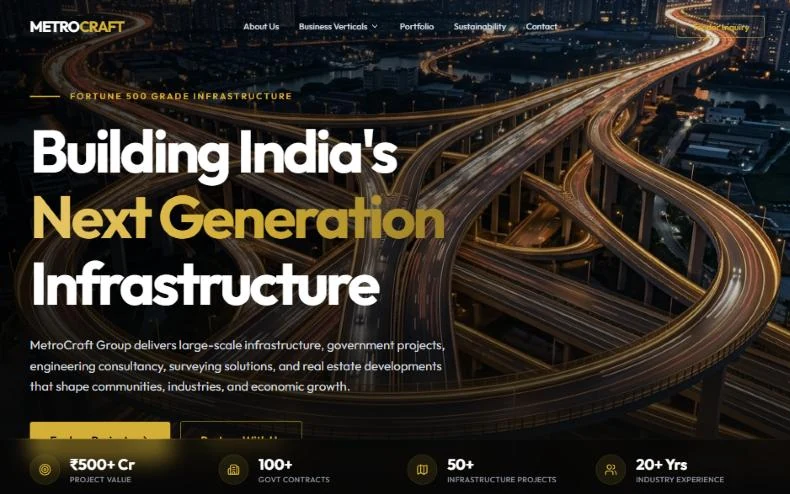 METROCRAFT
About Us
Business Verticals
Portfolio
Sustainability
Contact
Inquiry
FORTUNE 500 GRADE INFRASTRUCTURE
Building India's
Next Generation
Infrastructure
MetroCraft Group delivers large-scale infrastructure, government projects,
engineering consultancy, surveying solutions, and real estate developments
that shape communities, industries, and economic growth.
₹500+ Cr
PROJECT VALUE
100+
GOVT CONTRACTS
50+
INFRASTRUCTURE PROJECTS
20+ Yrs
INDUSTRY EXPERIENCE